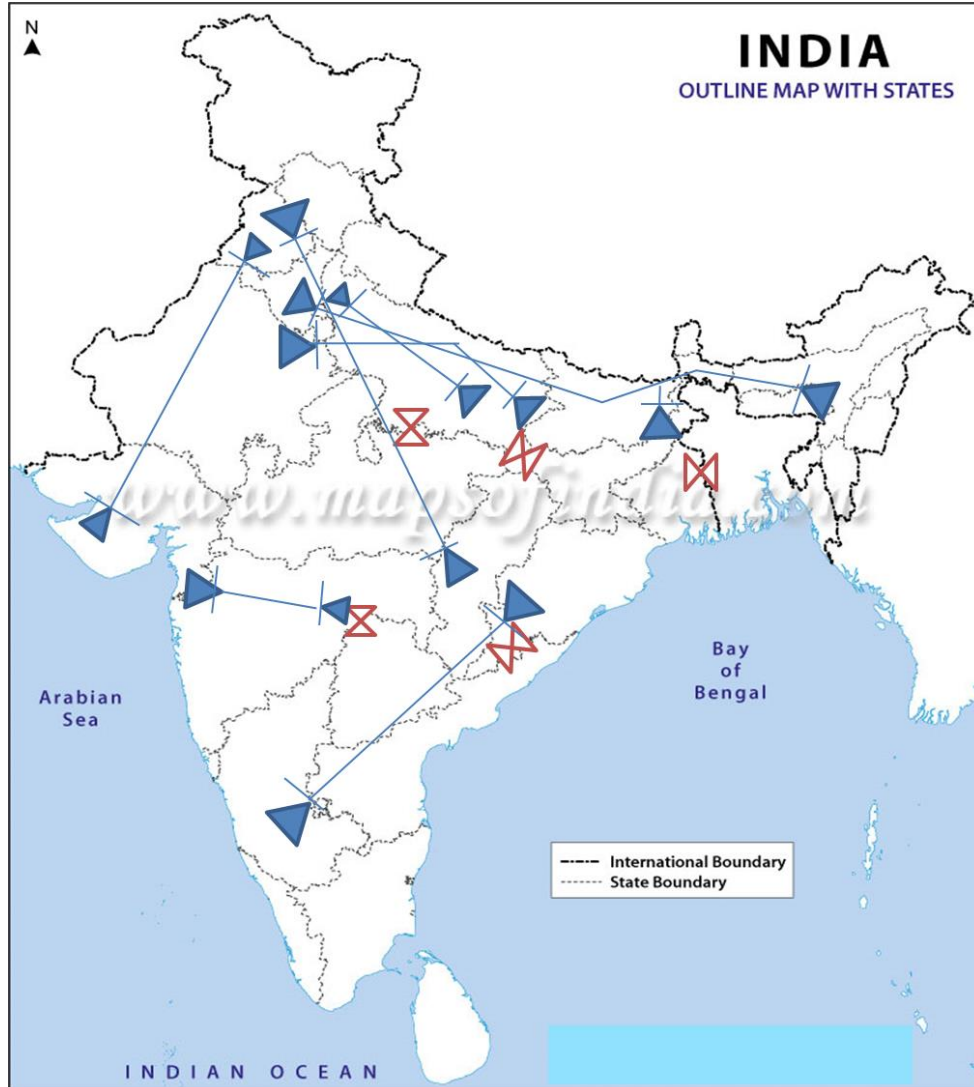 N
INDIA
OUTLINE MAP WITH STATES
www.mapsofindia.com
Arabian
Sea
Bay
of
Bengal
International Boundary
State Boundary
INDIAN OCEAN